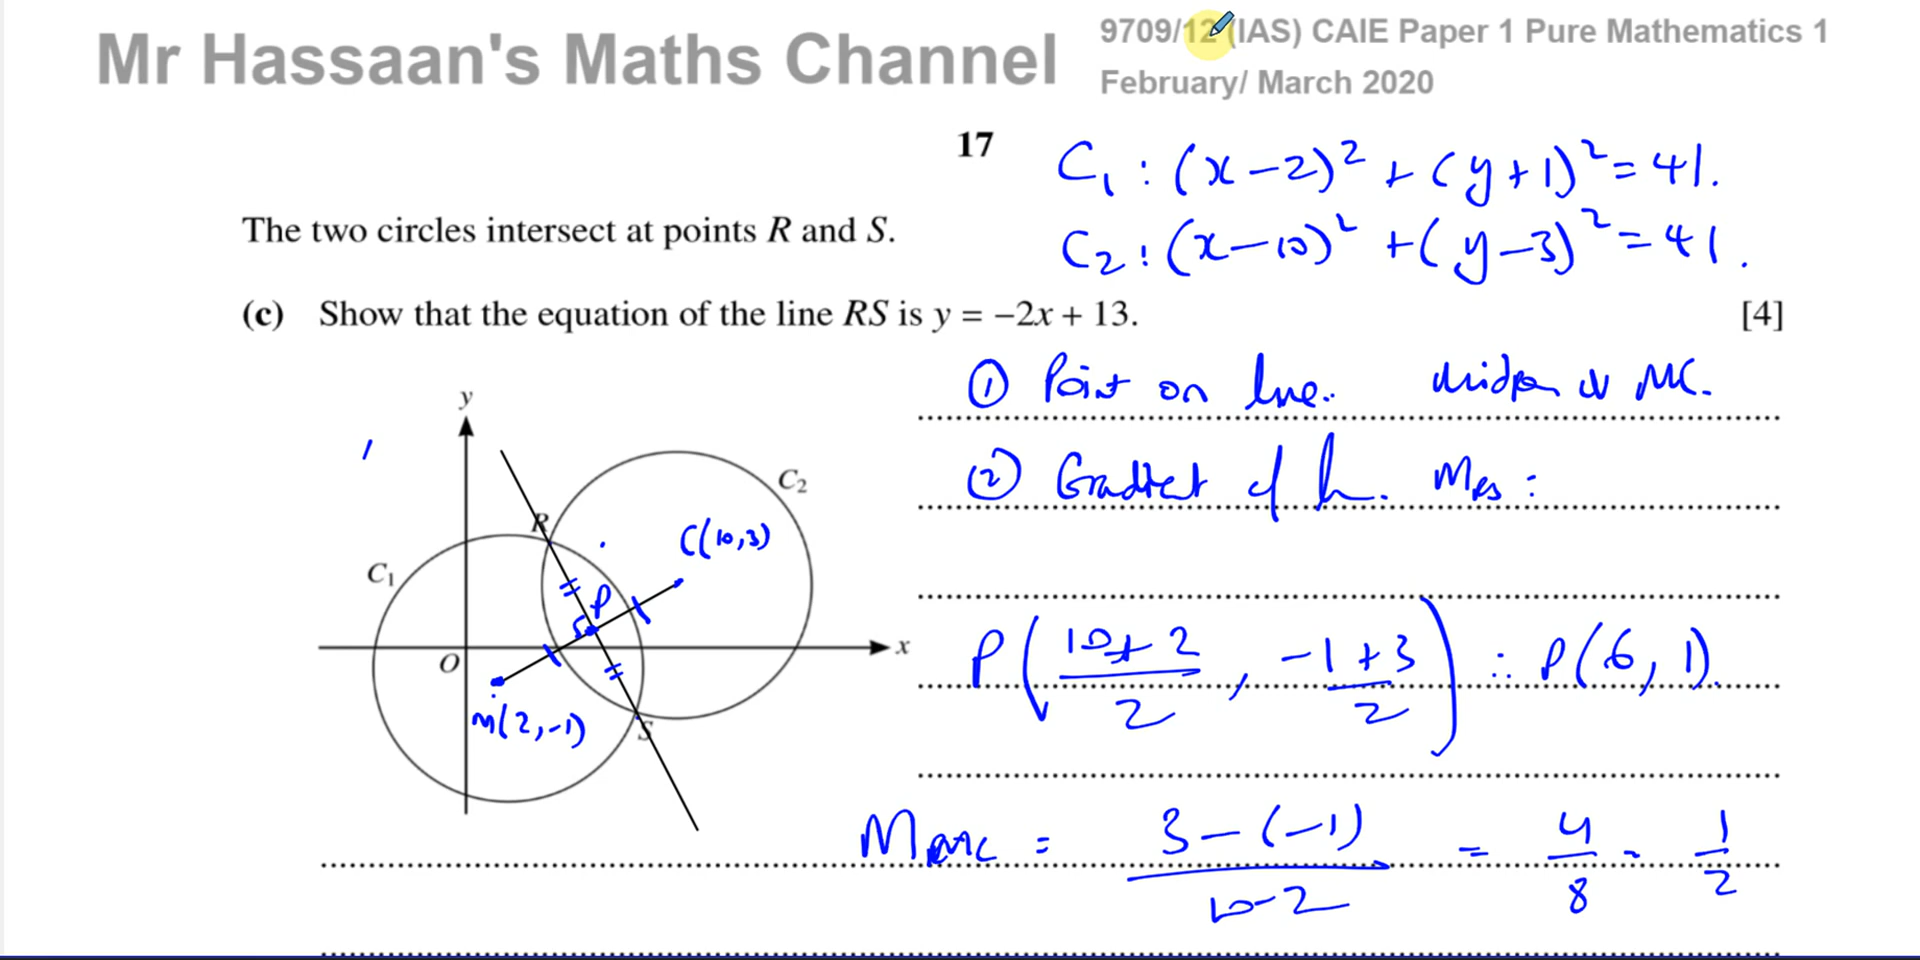 Mr Hassaan's Maths Channel
9709/12 (IAS) CAIE Paper 1 Pure Mathematics 1
February/ March 2020
17
C₁ : (x-2)² + (y+1)² = 41.
The two circles intersect at points R and S.
C₂ : (x-10)² + (y-3)² = 41.
(c) Show that the equation of the line RS is y = −2x + 13. [4]
① Point on line. MC.
② Gradient of
y
C₂
R
C(10,3)
C₁
P
O
x
P(10+2/2, -1+3/2) ∴ P(6, 1).
M(2,-1)
S
= 3-(-1)/10-2 = 4/8 = 1/2